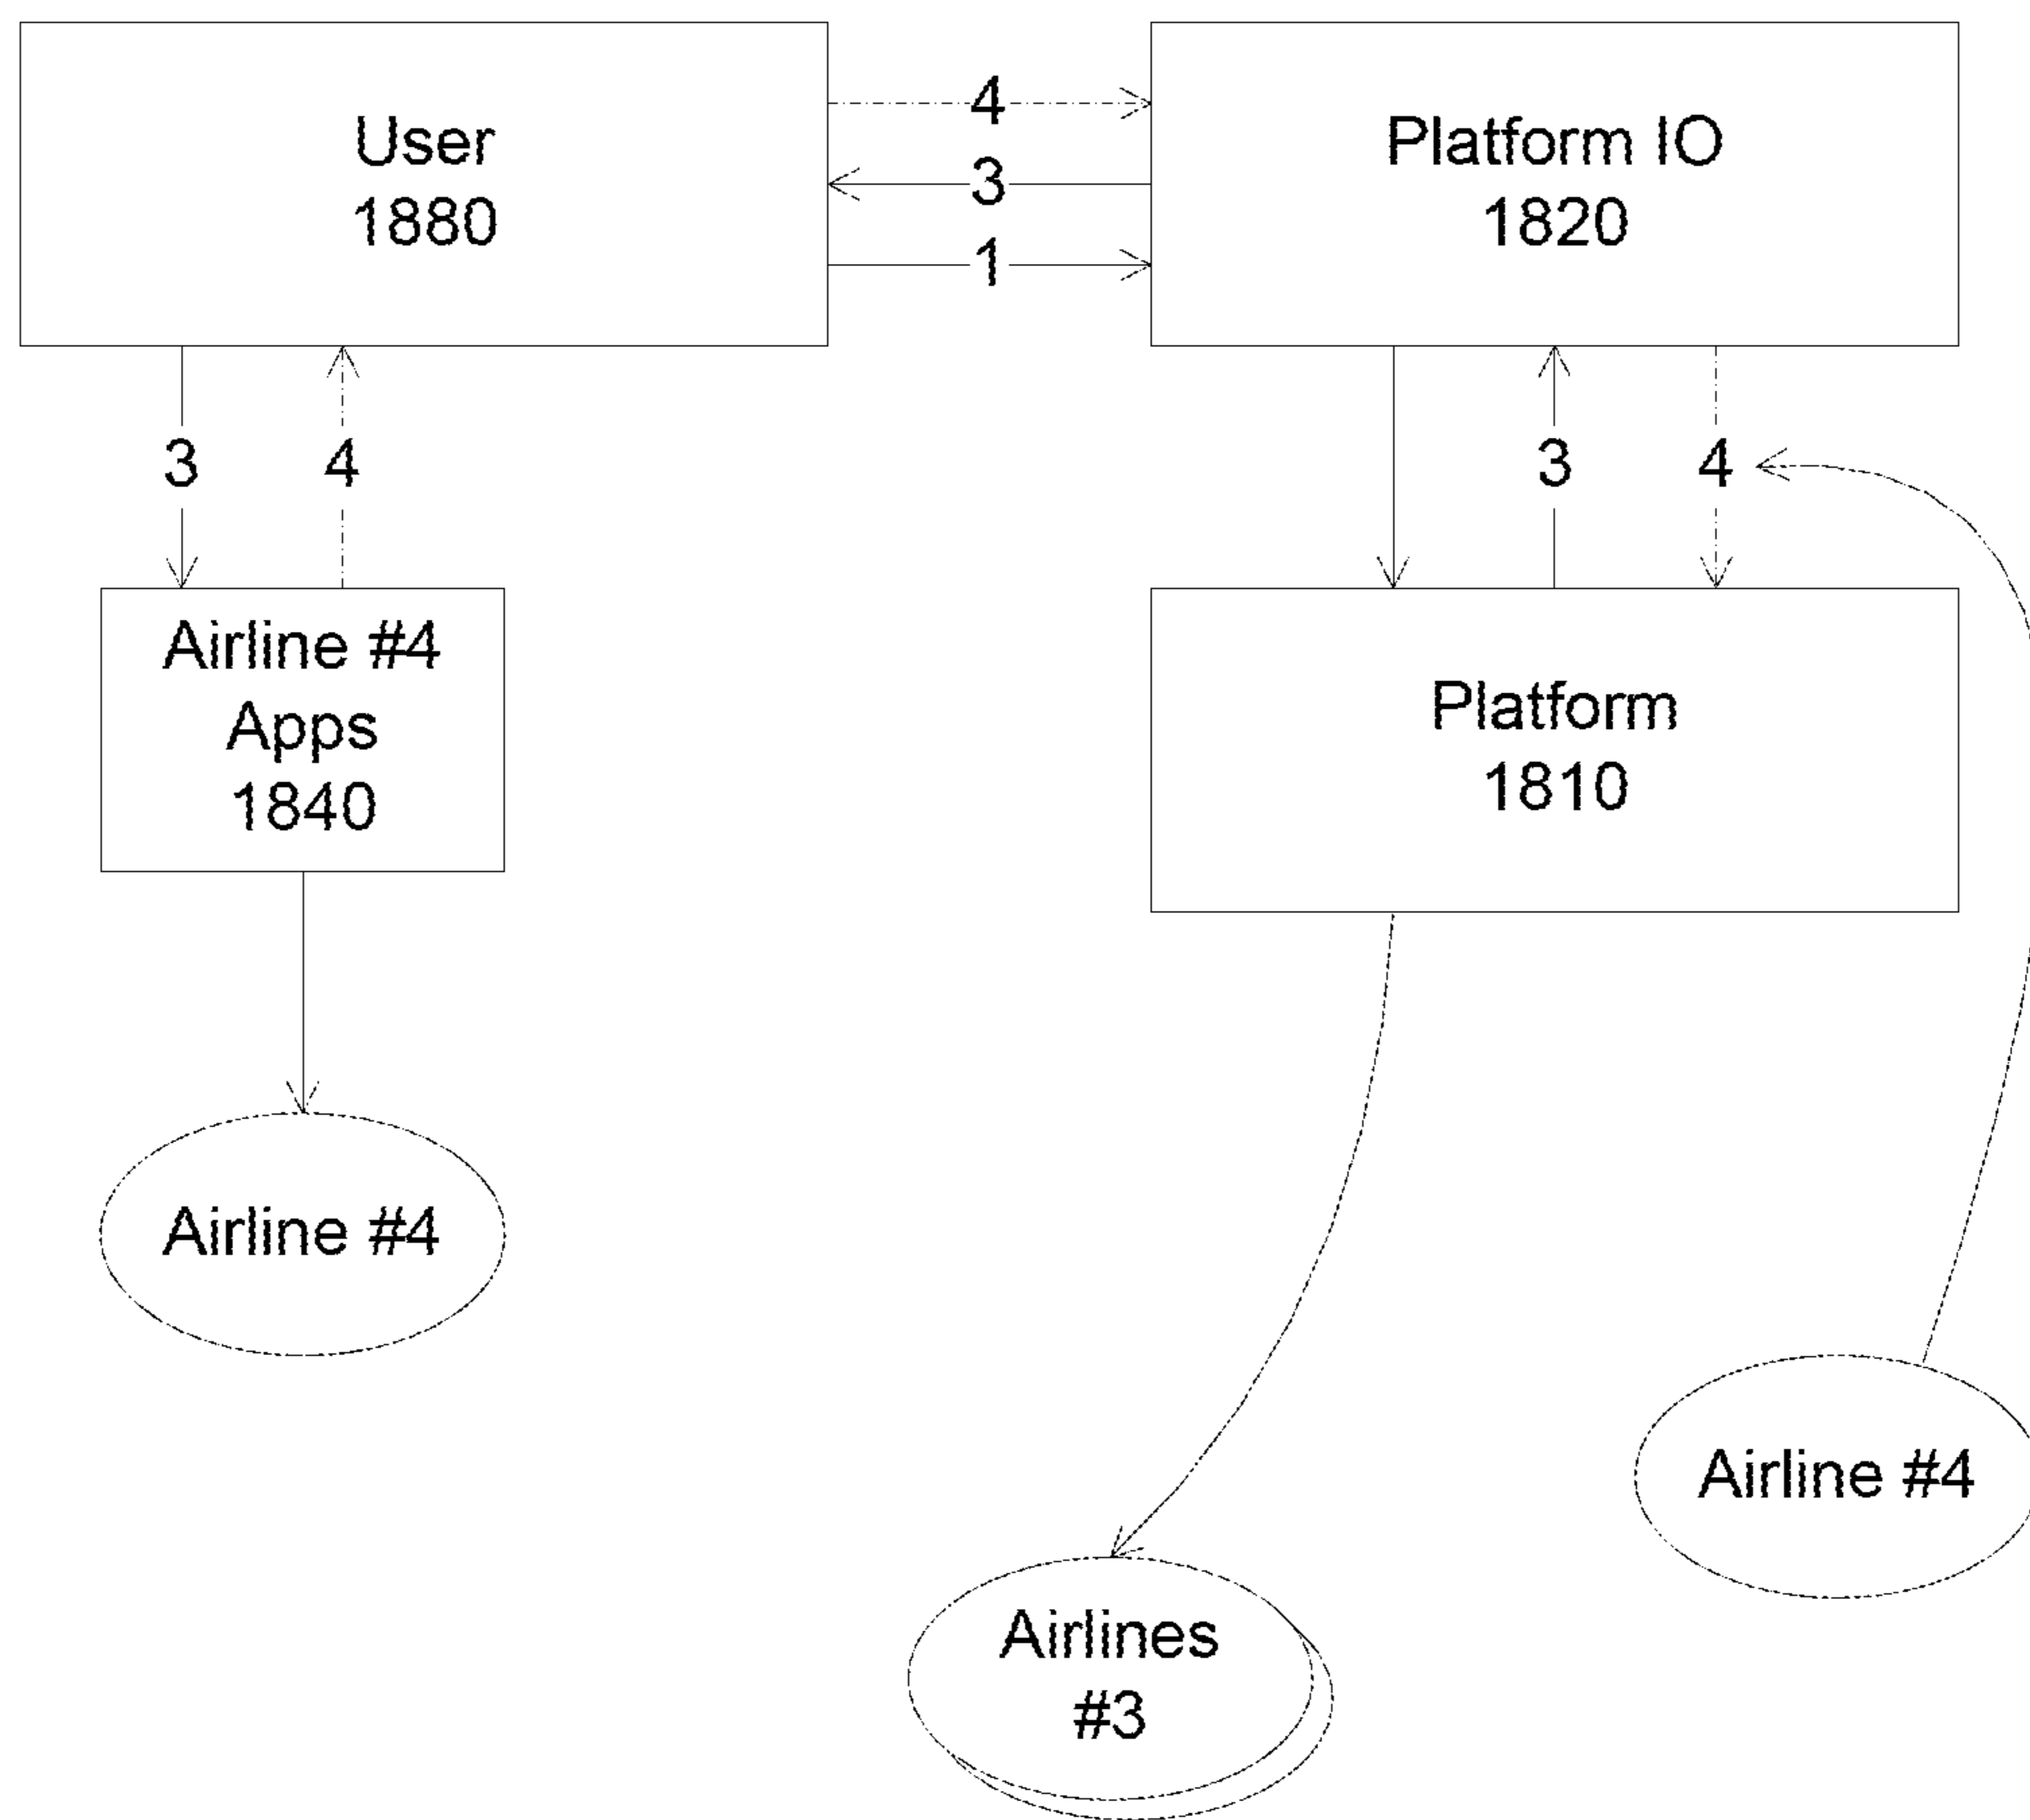 User
1880
4
3
1
Platform IO
1820
3
4
3
4
Airline #4
Apps
1840
Platform
1810
Airline #4
Airline #4
Airlines
#3